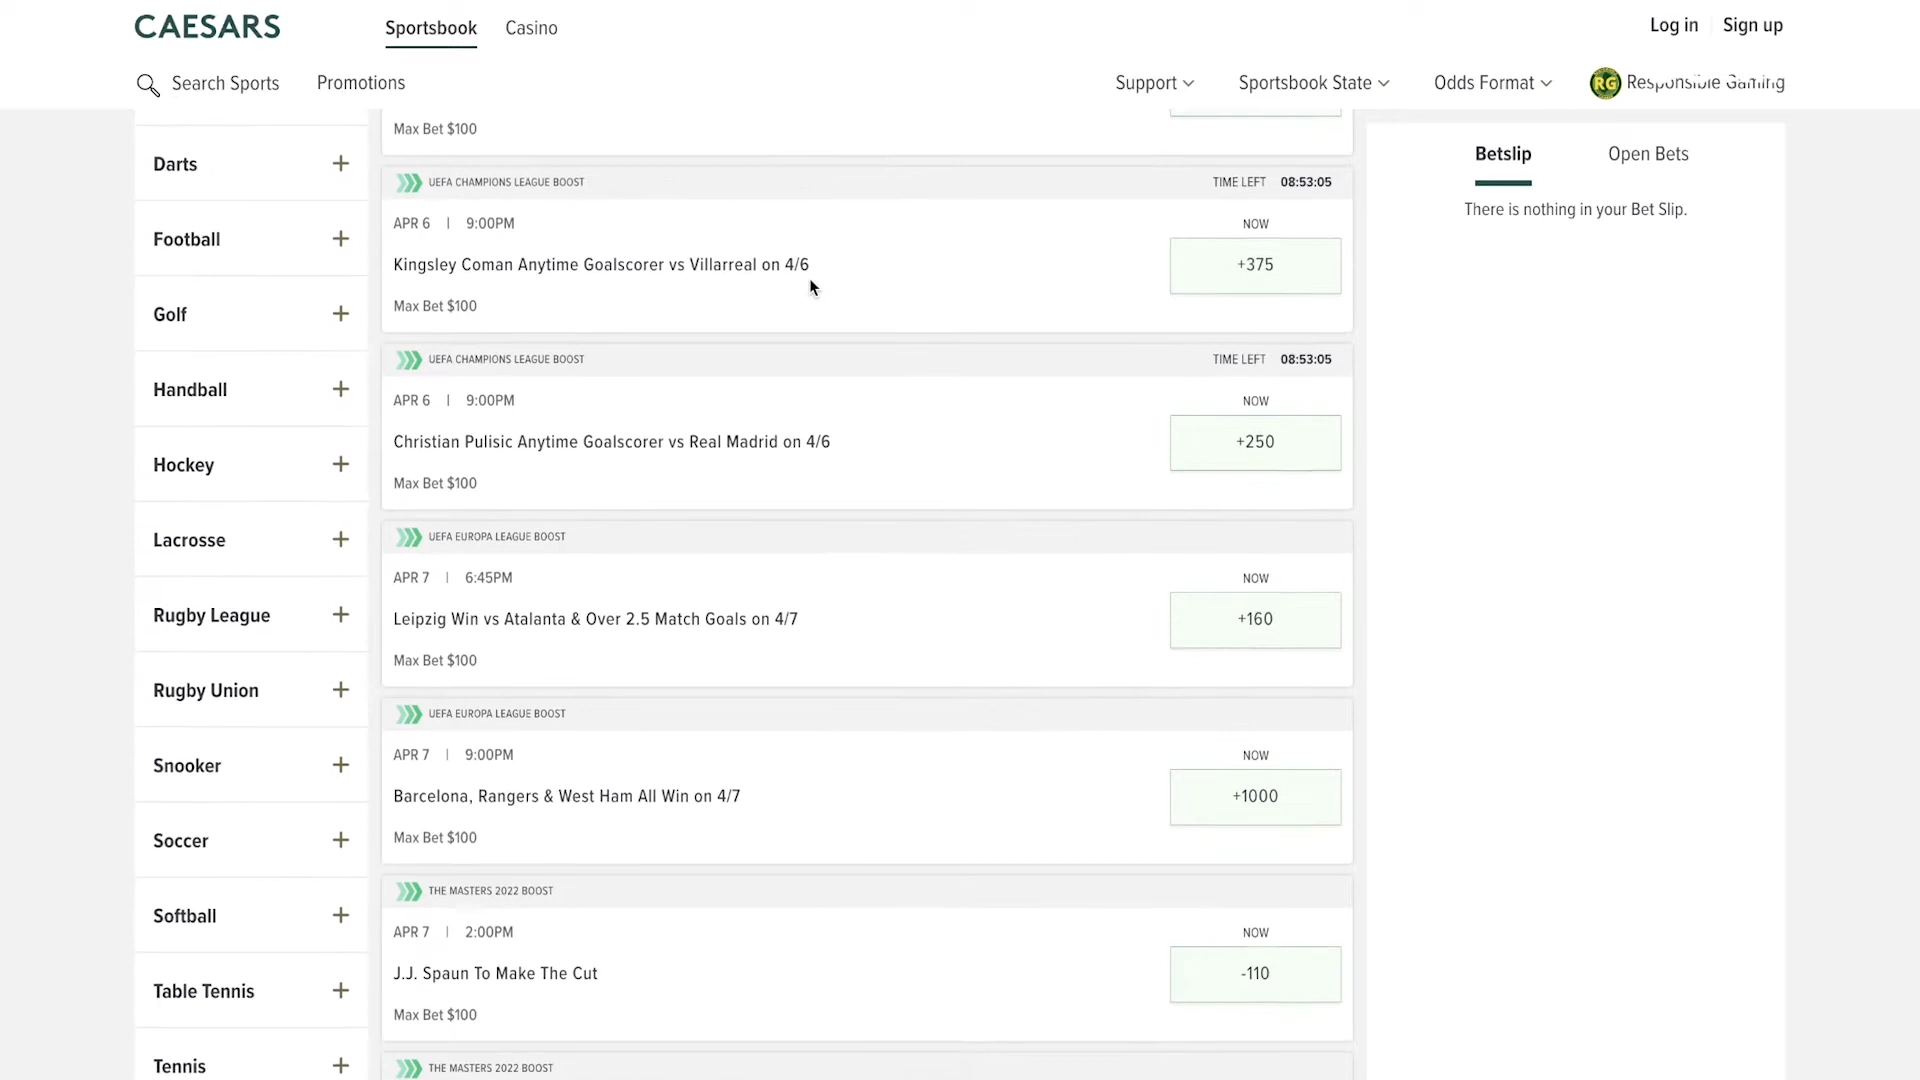 CAESARS
Sportsbook
Casino
Log in
Sign up
Search Sports
Promotions
Support
Sportsbook State
Odds Format
RG
Responsible Gaming
Darts
Football
Golf
Handball
Hockey
Lacrosse
Rugby League
Rugby Union
Snooker
Soccer
Softball
Table Tennis
Tennis
Max Bet $100
UEFA CHAMPIONS LEAGUE BOOST
TIME LEFT 08:53:05
APR 6 | 9:00PM
NOW
Kingsley Coman Anytime Goalscorer vs Villarreal on 4/6
+375
Max Bet $100
UEFA CHAMPIONS LEAGUE BOOST
TIME LEFT 08:53:05
APR 6 | 9:00PM
NOW
Christian Pulisic Anytime Goalscorer vs Real Madrid on 4/6
+250
Max Bet $100
UEFA EUROPA LEAGUE BOOST
APR 7 | 6:45PM
NOW
Leipzig Win vs Atalanta & Over 2.5 Match Goals on 4/7
+160
Max Bet $100
UEFA EUROPA LEAGUE BOOST
APR 7 | 9:00PM
NOW
Barcelona, Rangers & West Ham All Win on 4/7
+1000
Max Bet $100
THE MASTERS 2022 BOOST
APR 7 | 2:00PM
NOW
J.J. Spaun To Make The Cut
-110
Max Bet $100
THE MASTERS 2022 BOOST
Betslip
Open Bets
There is nothing in your Bet Slip.